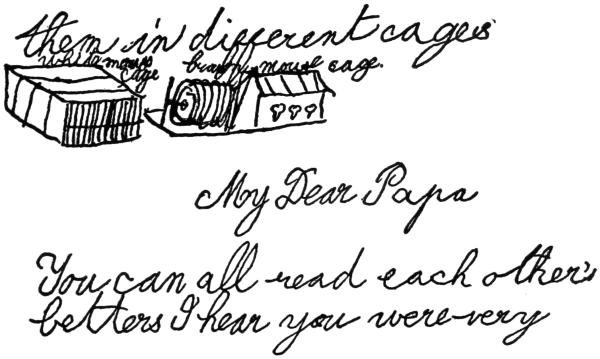 them in different cages
white mouse brown mouse cage.
cage
My Dear Papa
You can all read each other's
letters I hear you were very